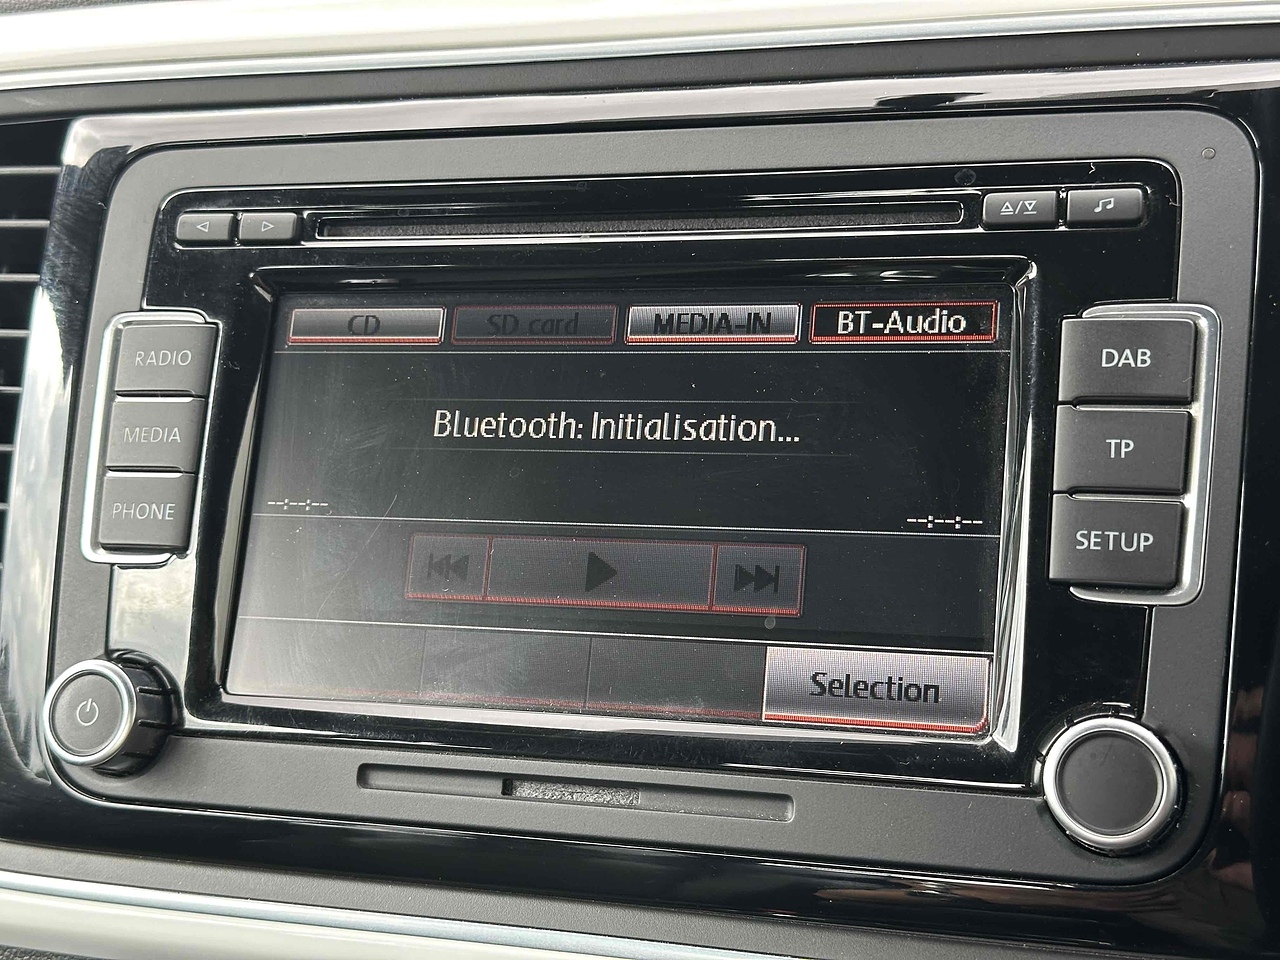 CD
SD card
MEDIA-IN
BT-Audio
RADIO
DAB
Bluetooth: Initialisation...
MEDIA
TP
--:--:--
--:--:--
PHONE
SETUP
Selection